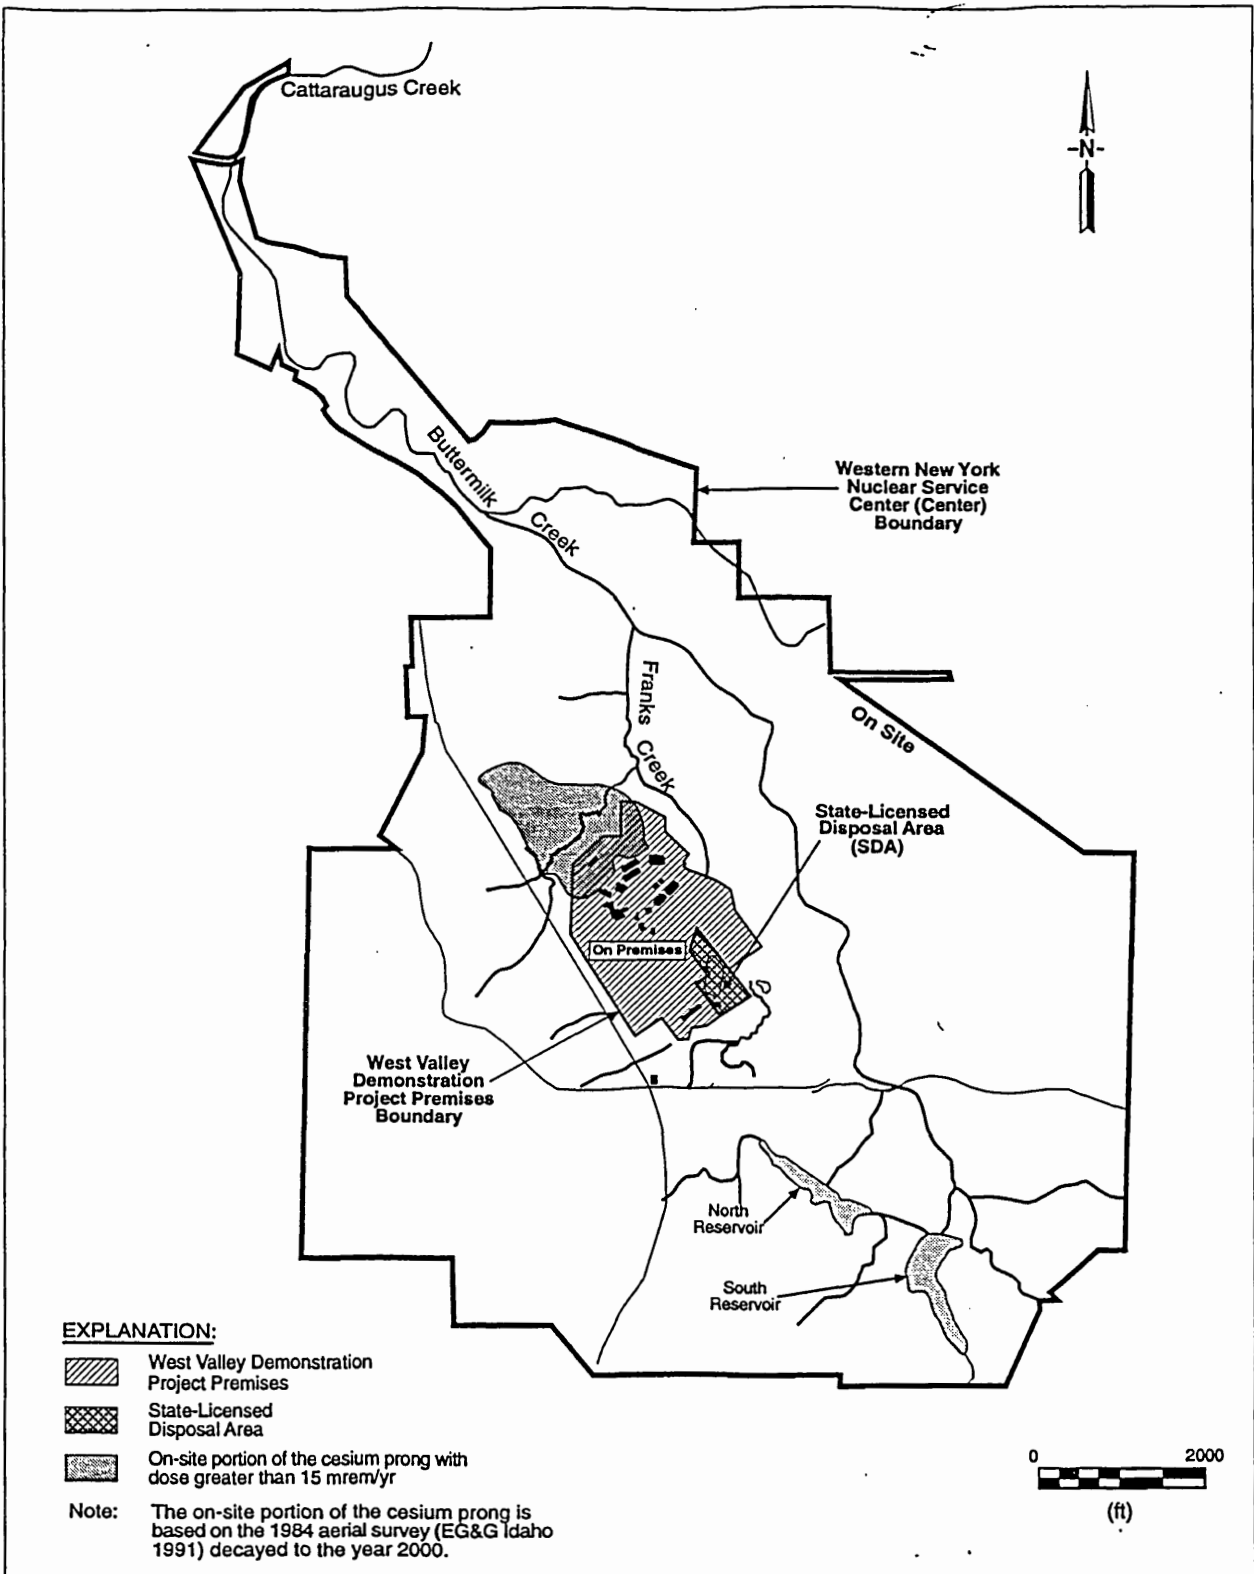 Cattaraugus Creek
-N-
Buttermilk
Creek
Western New York
Nuclear Service
Center (Center)
Boundary
Franks
Creek
On Site
State-Licensed
Disposal Area
(SDA)
On Premises
West Valley
Demonstration
Project Premises
Boundary
North
Reservoir
South
Reservoir
EXPLANATION:
West Valley Demonstration
Project Premises
State-Licensed
Disposal Area
On-site portion of the cesium prong with
dose greater than 15 mrem/yr
Note: The on-site portion of the cesium prong is
based on the 1984 aerial survey (EG&G Idaho
1991) decayed to the year 2000.
0 2000
(ft)